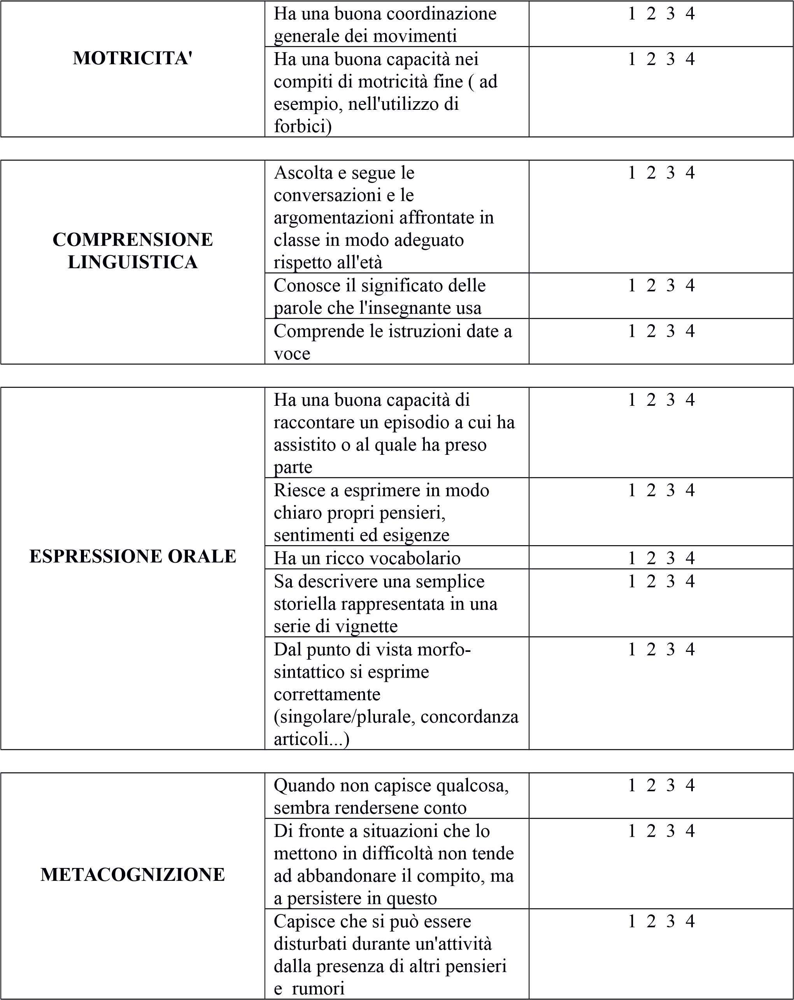 MOTRICITA'
Ha una buona coordinazione
generale dei movimenti
1 2 3 4
Ha una buona capacità nei
compiti di motricità fine ( ad
esempio, nell'utilizzo di
forbici)
1 2 3 4
COMPRENSIONE
LINGUISTICA
Ascolta e segue le
conversazioni e le
argomentazioni affrontate in
classe in modo adeguato
rispetto all'età
1 2 3 4
Conosce il significato delle
parole che l'insegnante usa
1 2 3 4
Comprende le istruzioni date a
voce
1 2 3 4
ESPRESSIONE ORALE
Ha una buona capacità di
raccontare un episodio a cui ha
assistito o al quale ha preso
parte
1 2 3 4
Riesce a esprimere in modo
chiaro propri pensieri,
sentimenti ed esigenze
1 2 3 4
Ha un ricco vocabolario
1 2 3 4
Sa descrivere una semplice
storiella rappresentata in una
serie di vignette
1 2 3 4
Dal punto di vista morfo-
sintattico si esprime
correttamente
(singolare/plurale, concordanza
articoli...)
1 2 3 4
METACOGNIZIONE
Quando non capisce qualcosa,
sembra rendersene conto
1 2 3 4
Di fronte a situazioni che lo
mettono in difficoltà non tende
ad abbandonare il compito, ma
a persistere in questo
1 2 3 4
Capisce che si può essere
disturbati durante un'attività
dalla presenza di altri pensieri
e  rumori
1 2 3 4